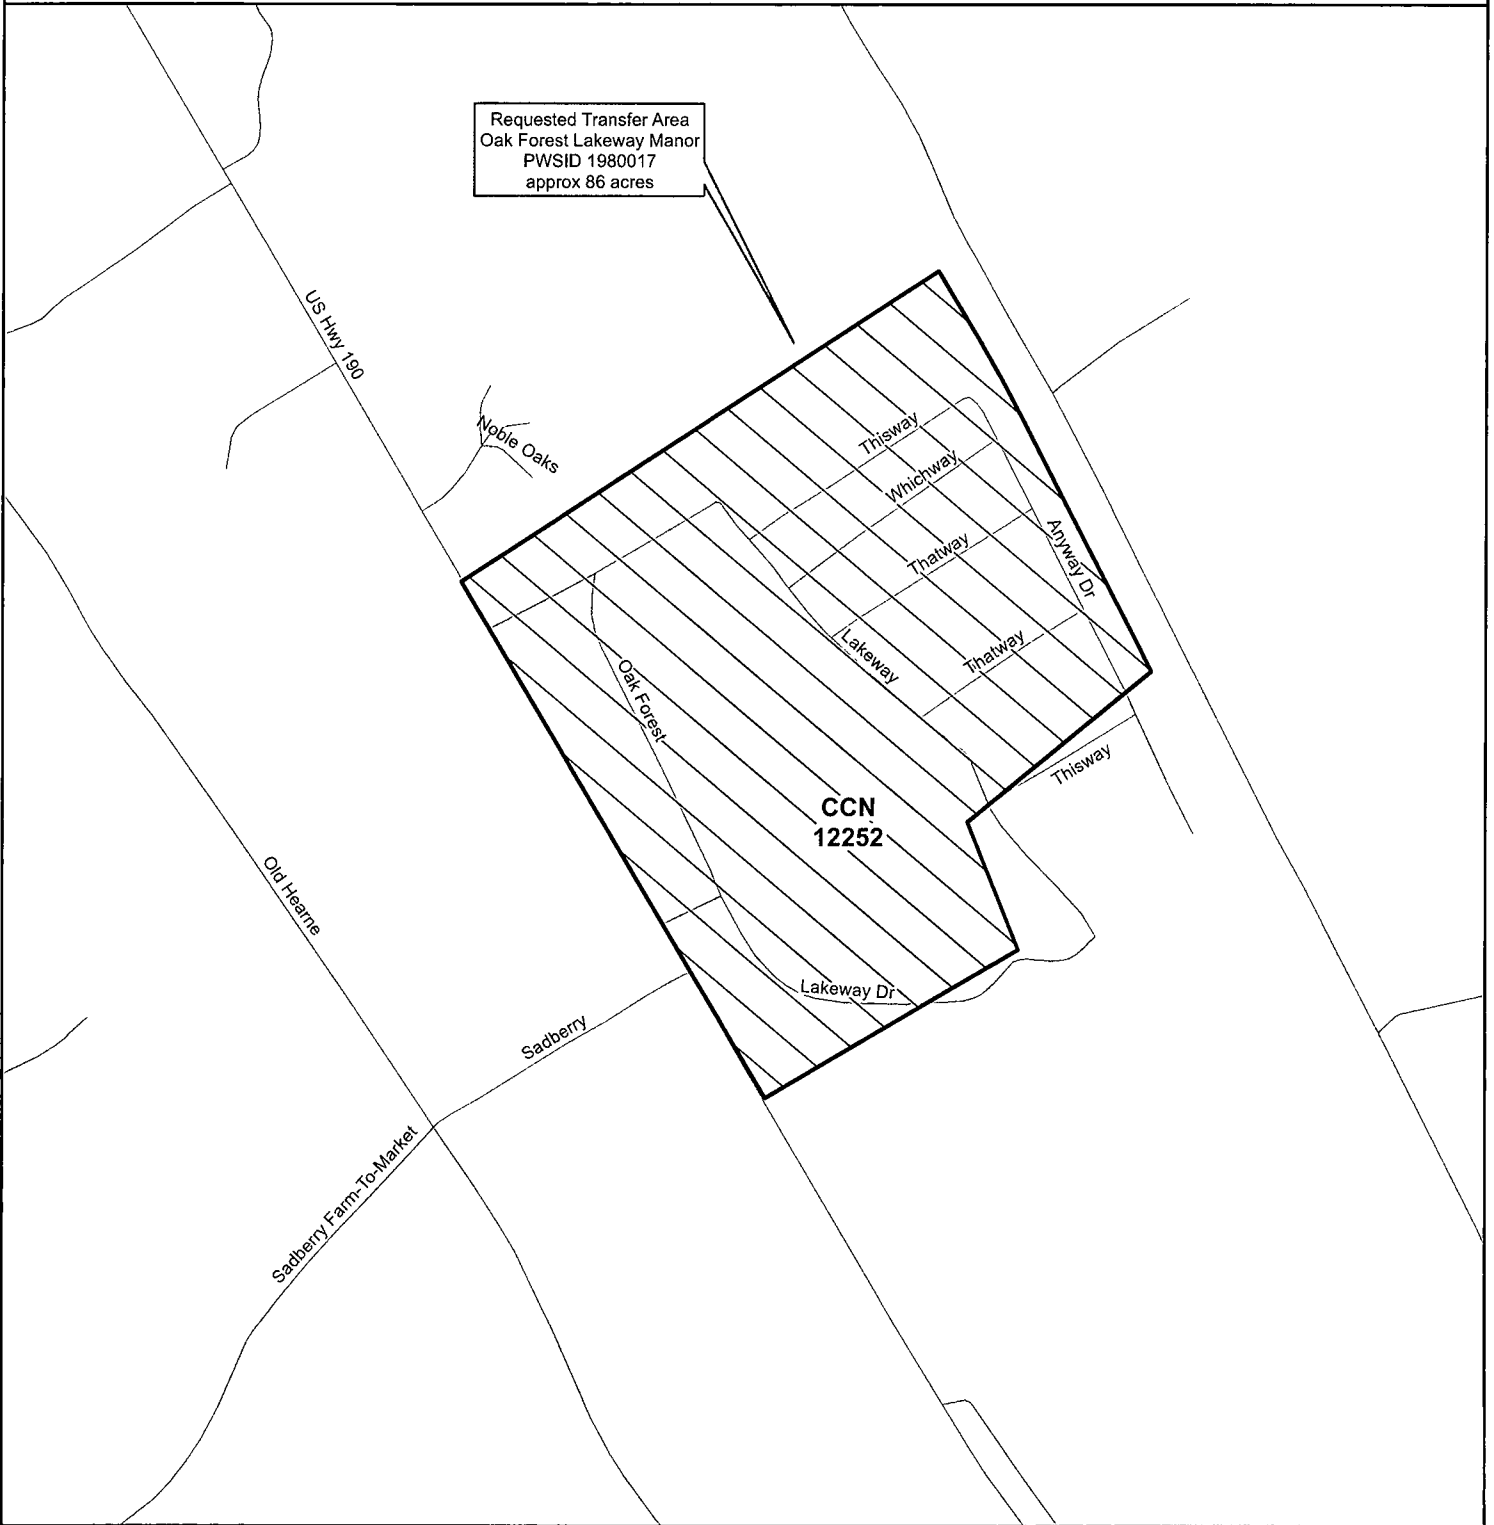 Requested Transfer Area
Oak Forest Lakeway Manor
PWSID 1980017
approx 86 acres
US Hwy 190
Noble Oaks
Thisway
Whichway
Thatway
Anyway Dr
Lakeway
Thatway
Oak Forest
Thisway
CCN
12252
Old Hearne
Lakeway Dr
Sadberry
Sadberry Farm-To-Market